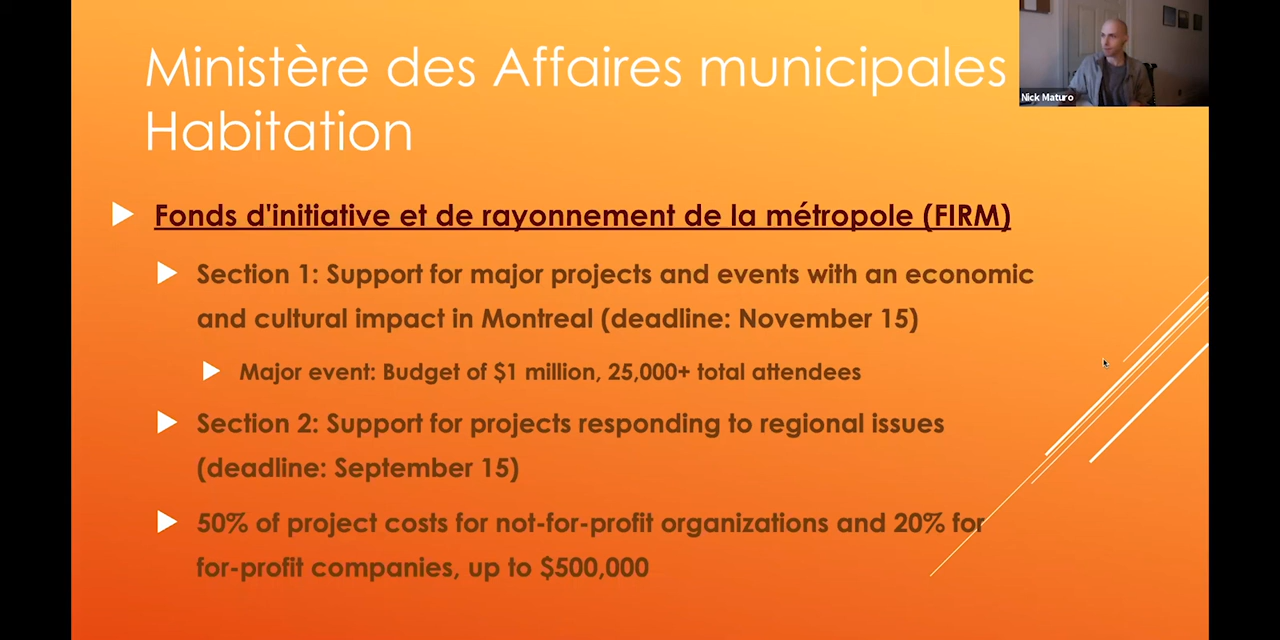 Ministère des Affaires municipales
Habitation
Nick Maturo
Fonds d'initiative et de rayonnement de la métropole (FIRM)
Section 1: Support for major projects and events with an economic
and cultural impact in Montreal (deadline: November 15)
Major event: Budget of $1 million, 25,000+ total attendees
Section 2: Support for projects responding to regional issues
(deadline: September 15)
50% of project costs for not-for-profit organizations and 20% for
for-profit companies, up to $500,000